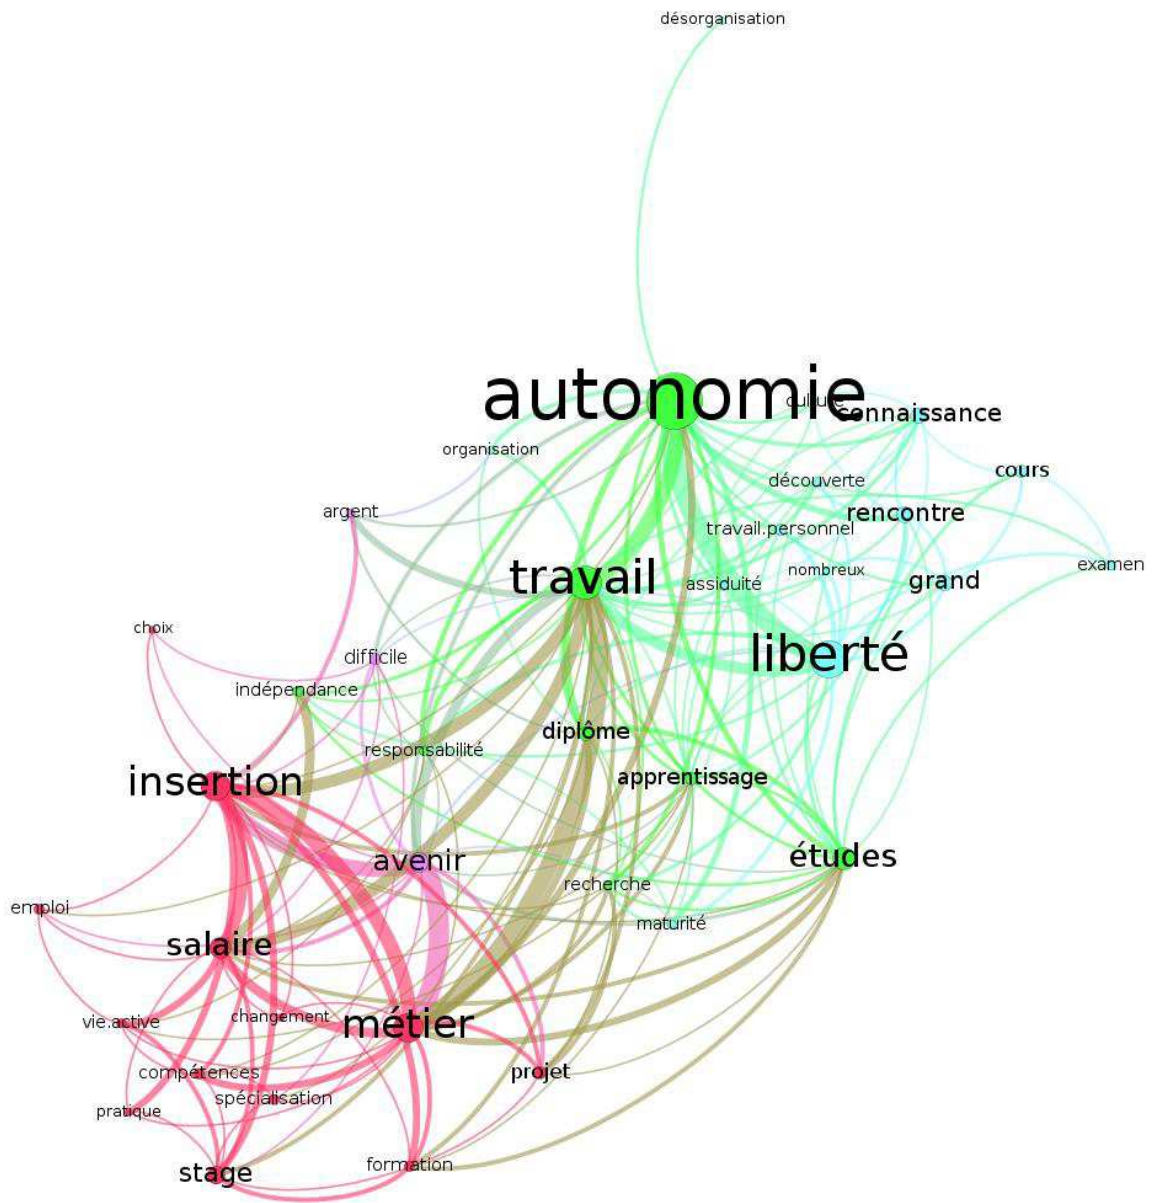 désorganisation
autonomie
culture
connaissance
organisation
cours
découverte
argent
rencontre
travail.personnel
examen
travail
nombreux
assiduité
grand
choix
liberté
difficile
indépendance
diplôme
responsabilité
apprentissage
insertion
études
avenir
recherche
emploi
maturité
salaire
changement
vie.active
métier
compétences
projet
spécialisation
pratique
formation
stage